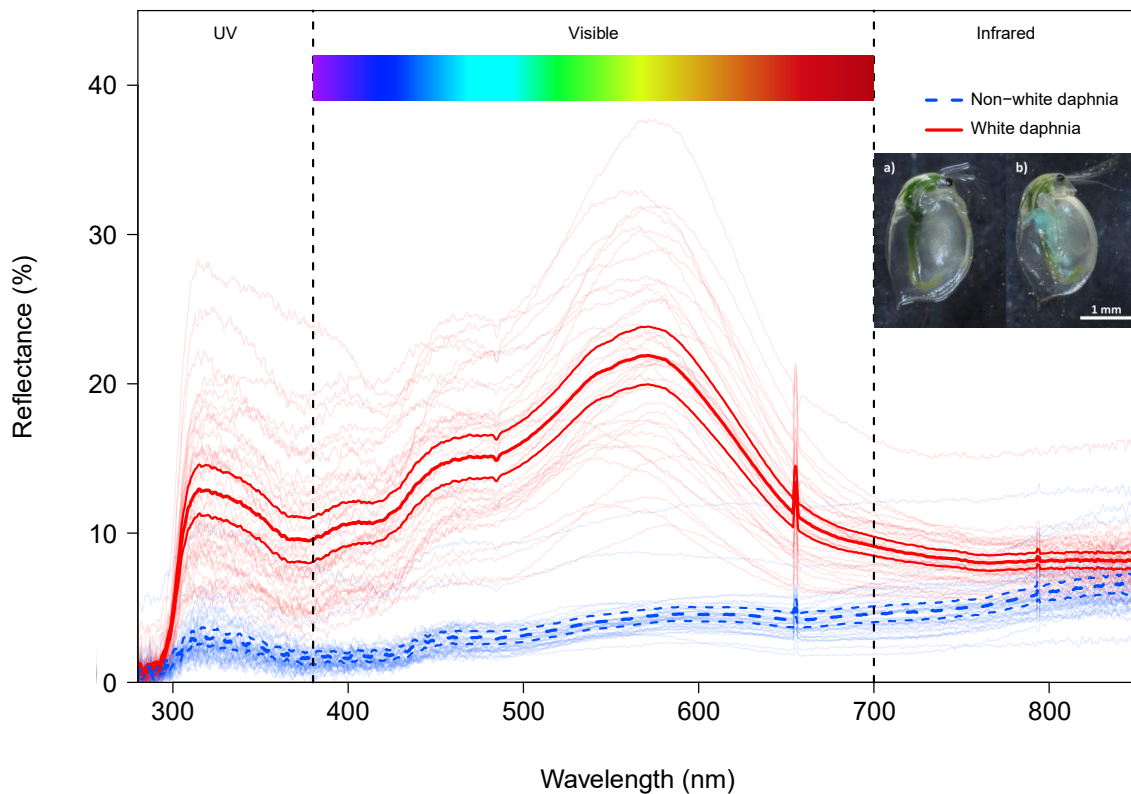 UV
Visible
Infrared
Non−white daphnia
White daphnia
a)
b)
1 mm
Reflectance (%)
40
30
20
10
0
300
400
500
600
700
800
Wavelength (nm)